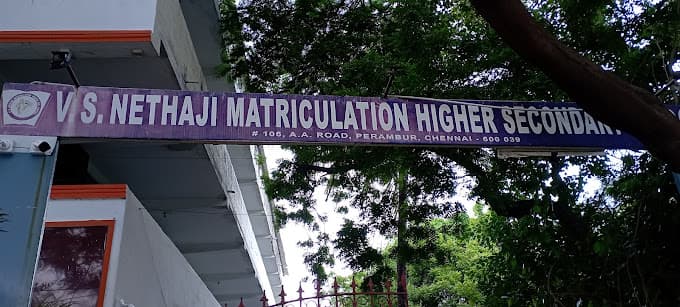 V S. NETHAJI MATRICULATION HIGHER SECONDARY
# 106, A.A. ROAD, PERAMBUR, CHENNAI - 600 039